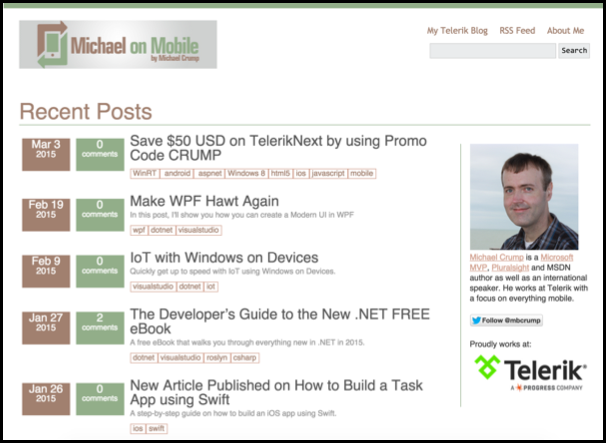 Michael on Mobile
by Michael Crump
My Telerik Blog RSS Feed About Me
Search
Recent Posts
Mar 3
2015
0
comments
Save $50 USD on TelerikNext by using Promo
Code CRUMP
WinRT android aspnet Windows 8 html5 ios javascript mobile
Feb 19
2015
0
comments
Make WPF Hawt Again
In this post, I'll show you how you can create a Modern UI in WPF
wpf dotnet visualstudio
Feb 9
2015
0
comments
IoT with Windows on Devices
Quickly get up to speed with IoT using Windows on Devices.
visualstudio dotnet iot
Jan 27
2015
2
comments
The Developer's Guide to the New .NET FREE
eBook
A free eBook that walks you through everything new in .NET in 2015.
dotnet visualstudio roslyn csharp
Jan 26
2015
0
comments
New Article Published on How to Build a Task
App using Swift
A step-by-step guide on how to build an iOS app using Swift.
ios swift
Michael Crump is a Microsoft
MVP, Pluralsight and MSDN
author as well as an international
speaker. He works at Telerik with
a focus on everything mobile.
Follow @mbcrump
Proudly works at:
Telerik
A PROGRESS COMPANY